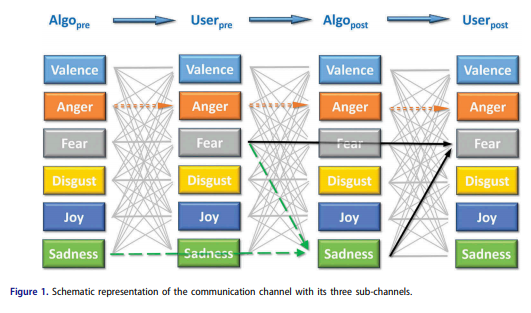 Algopre Userpre Algopost Userpost
Valence Valence Valence Valence
Anger Anger Anger Anger
Fear Fear Fear Fear
Disgust Disgust Disgust Disgust
Joy Joy Joy Joy
Sadness Sadness Sadness Sadness
Figure 1. Schematic representation of the communication channel with its three sub-channels.